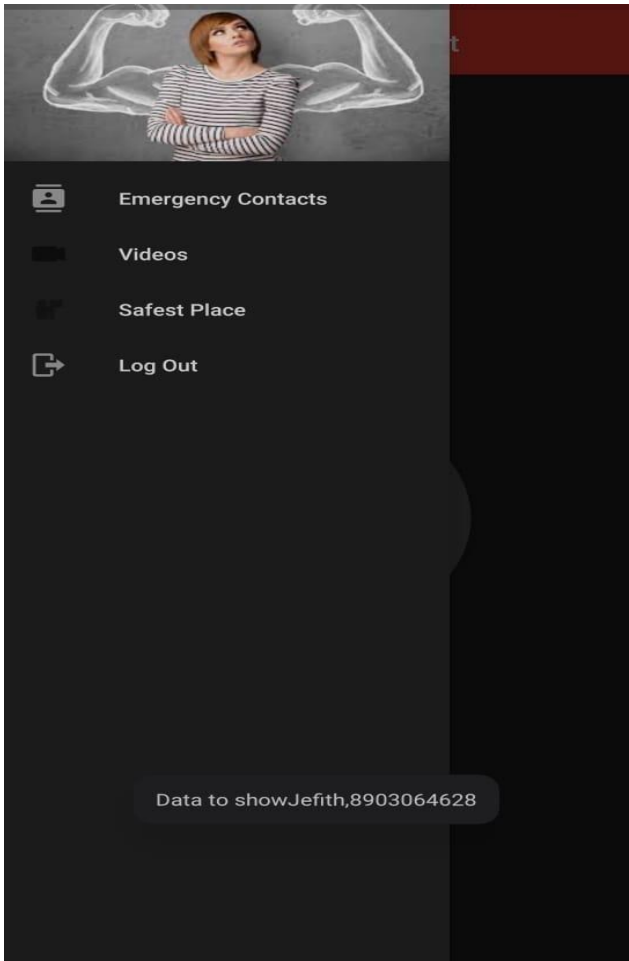 t
Emergency Contacts
Videos
Safest Place
Log Out
Data to showJefith,8903064628